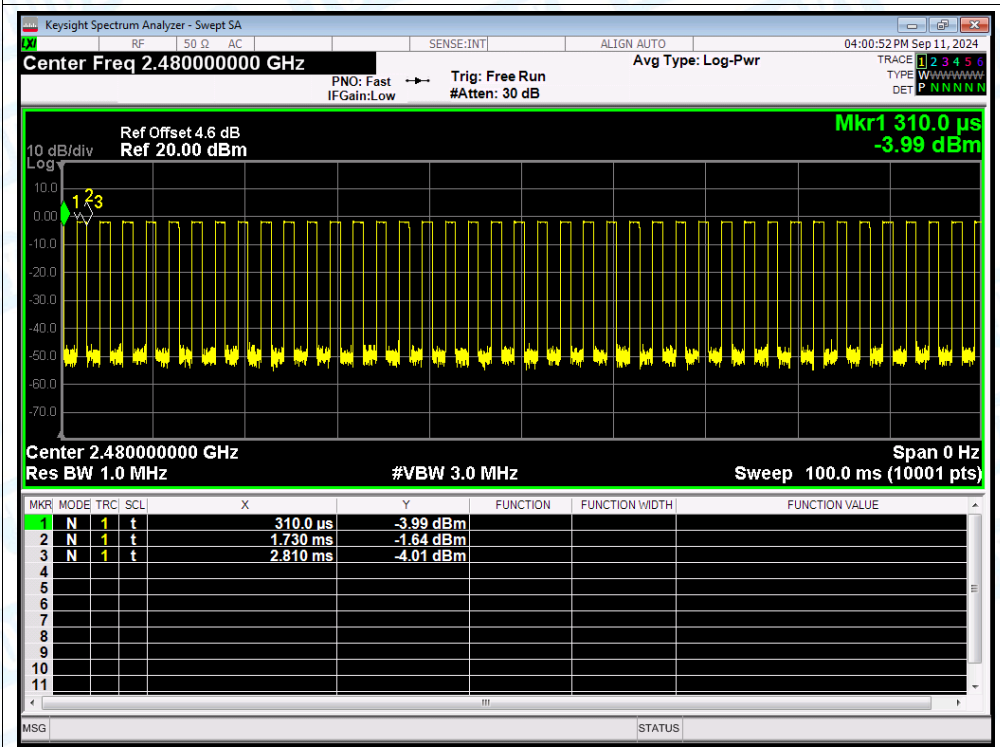 Keysight Spectrum Analyzer - Swept SA
LXI RF 50 Ω AC SENSE:INT ALIGN AUTO 04:00:52 PM Sep 11, 2024
Center Freq 2.480000000 GHz Avg Type: Log-Pwr TRACE 1 2 3 4 5 6
PNO: Fast Trig: Free Run TYPE WWWWWW
IFGain:Low #Atten: 30 dB DET P N N N N N
Mkr1 310.0 µs
Ref Offset 4.6 dB
10 dB/div Ref 20.00 dBm -3.99 dBm
Log
10.0
1 2 3
0.00
-10.0
-20.0
-30.0
-40.0
-50.0
-60.0
-70.0
Center 2.480000000 GHz Span 0 Hz
Res BW 1.0 MHz #VBW 3.0 MHz Sweep 100.0 ms (10001 pts)
MKR MODE TRC SCL X Y FUNCTION FUNCTION WIDTH FUNCTION VALUE
1 N 1 t 310.0 µs -3.99 dBm
2 N 1 t 1.730 ms -1.64 dBm
3 N 1 t 2.810 ms -4.01 dBm
4
5
6
7
8
9
10
11
MSG STATUS